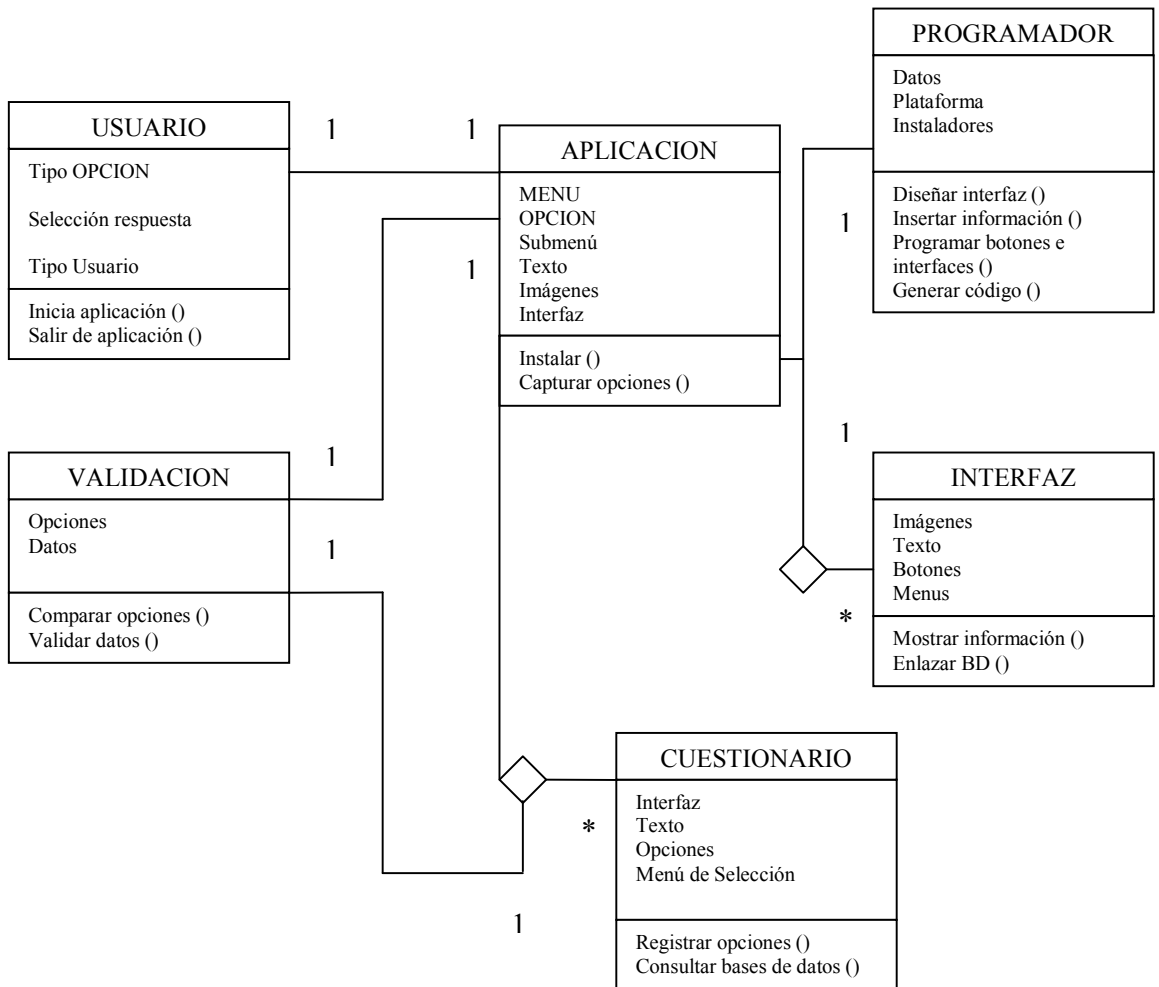 PROGRAMADOR
Datos
Plataforma
Instaladores
Diseñar interfaz ()
Insertar información ()
Programar botones e
interfaces ()
Generar código ()
USUARIO
Tipo OPCION
Selección respuesta
Tipo Usuario
Inicia aplicación ()
Salir de aplicación ()
1
1
APLICACION
MENU
OPCION
Submenú
Texto
Imágenes
Interfaz
Instalar ()
Capturar opciones ()
1
1
1
1
VALIDACION
Opciones
Datos
Comparar opciones ()
Validar datos ()
1
INTERFAZ
Imágenes
Texto
Botones
Menus
Mostrar información ()
Enlazar BD ()
*
CUESTIONARIO
Interfaz
Texto
Opciones
Menú de Selección
Registrar opciones ()
Consultar bases de datos ()
*
1